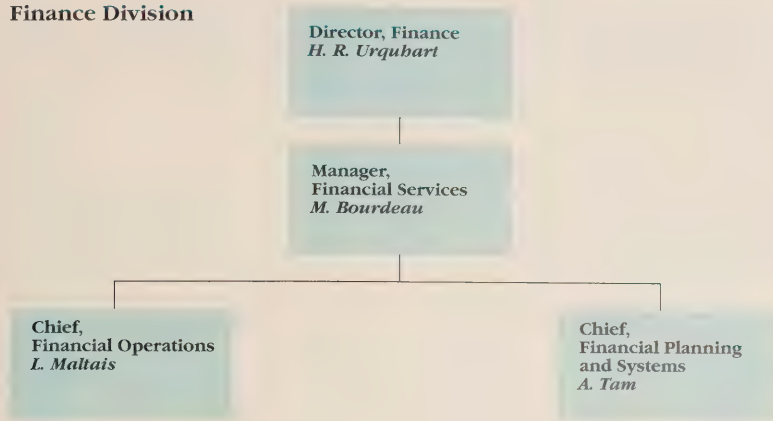 Finance Division
Director, Finance
H. R. Urquhart
Manager,
Financial Services
M. Bourdeau
Chief,
Financial Operations
L. Maltais
Chief,
Financial Planning
and Systems
A. Tam